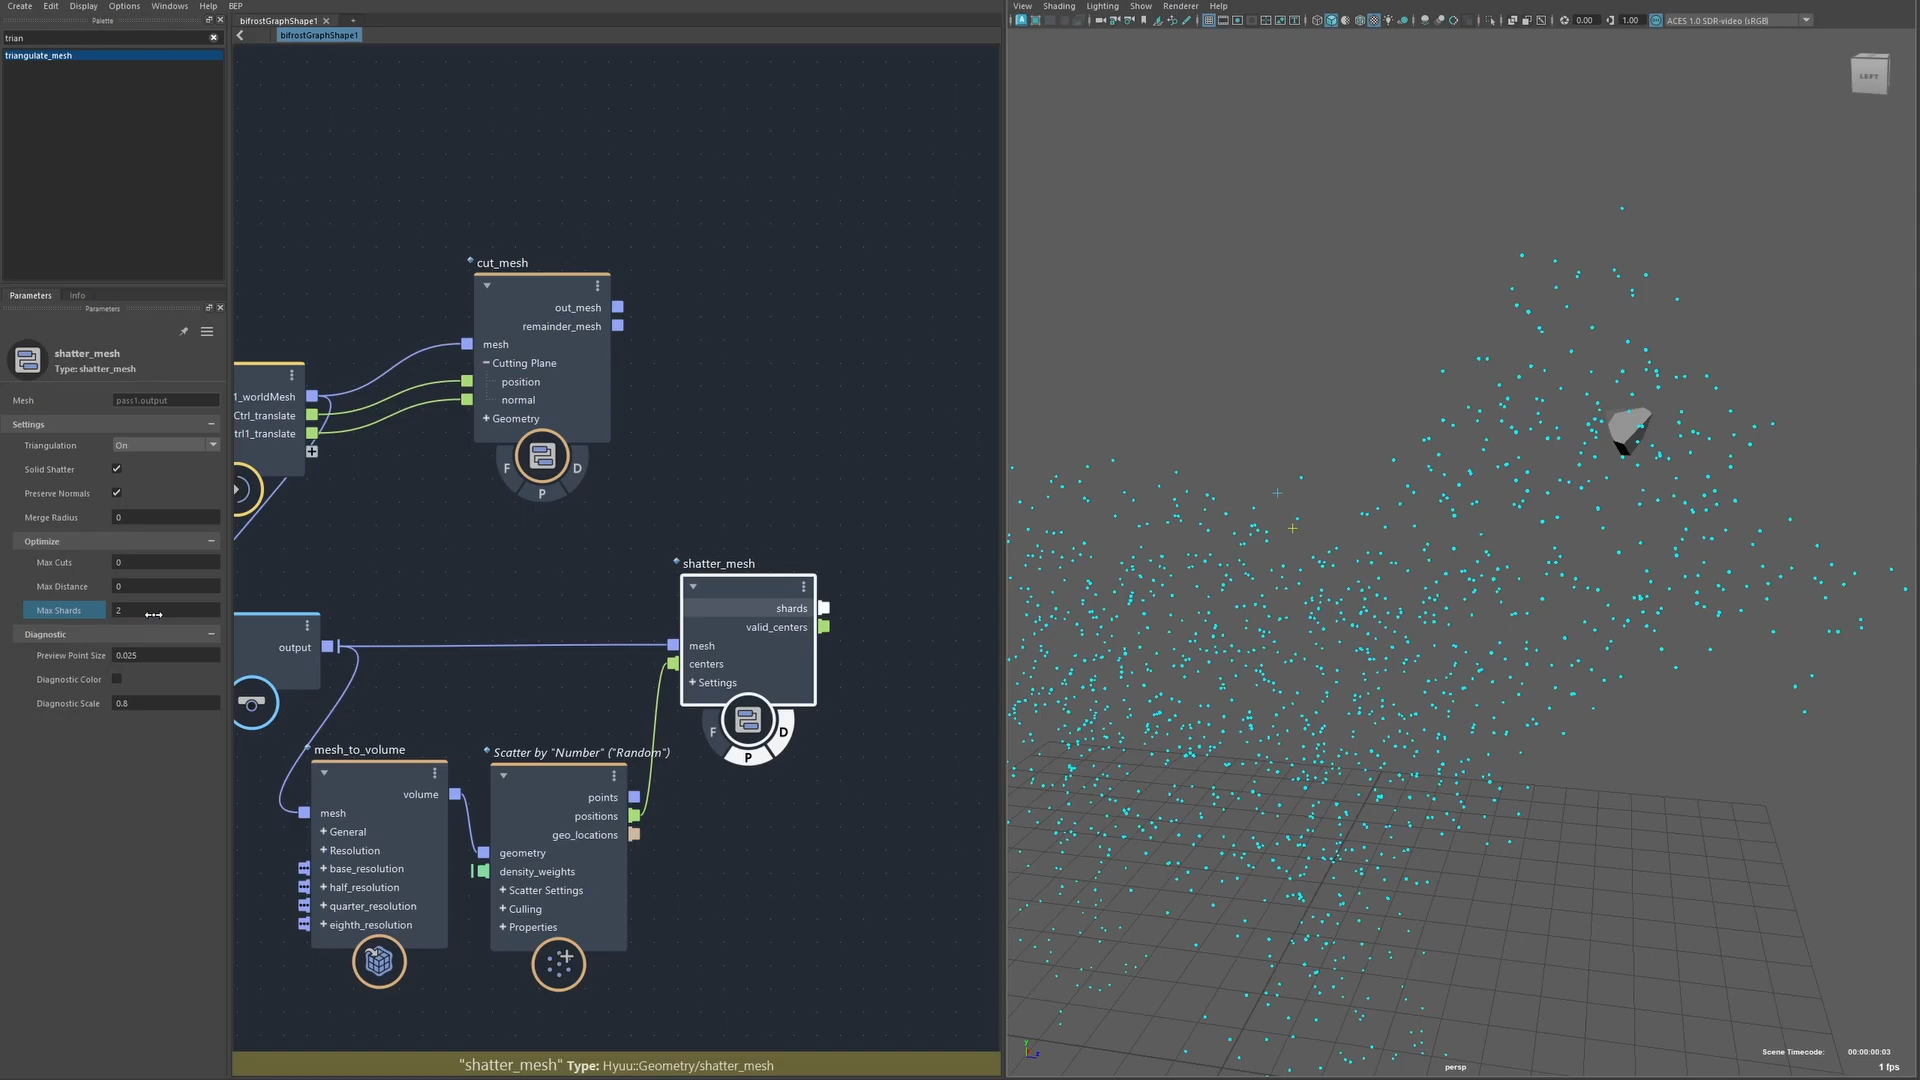 Create Edit Display Options Windows Help BEP
Palette
trian
triangulate_mesh
Parameters Info
Parameters
shatter_mesh
Type: shatter_mesh
Mesh pass1.output
Settings
Triangulation On
Solid Shatter
Preserve Normals
Merge Radius 0
Optimize
Max Cuts 0
Max Distance 0
Max Shards 2
Diagnostic
Preview Point Size 0.025
Diagnostic Color
Diagnostic Scale 0.8
bifrostGraphShape1
bifrostGraphShape1
cut_mesh
out_mesh
remainder_mesh
mesh
Cutting Plane
position
normal
Geometry
F D
P
1_worldMesh
Ctrl_translate
trl1_translate
output
shatter_mesh
shards
valid_centers
mesh
centers
Settings
F D
P
mesh_to_volume
volume
mesh
General
Resolution
base_resolution
half_resolution
quarter_resolution
eighth_resolution
Scatter by "Number" ("Random")
points
positions
geo_locations
geometry
density_weights
Scatter Settings
Culling
Properties
"shatter_mesh" Type: Hyuu::Geometry/shatter_mesh
View Shading Lighting Show Renderer Help
0.00 1.00 ACES 1.0 SDR-video (sRGB)
LEFT
y
z
persp
Scene Timecode: 00:00:00:03
1 fps